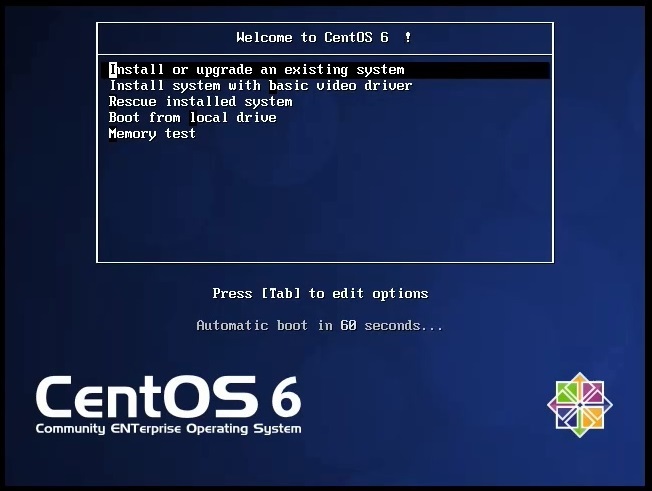 Welcome to CentOS 6 !
Install or upgrade an existing system
Install system with basic video driver
Rescue installed system
Boot from local drive
Memory test
Press [Tab] to edit options
Automatic boot in 60 seconds...
CentOS 6
Community ENTerprise Operating System